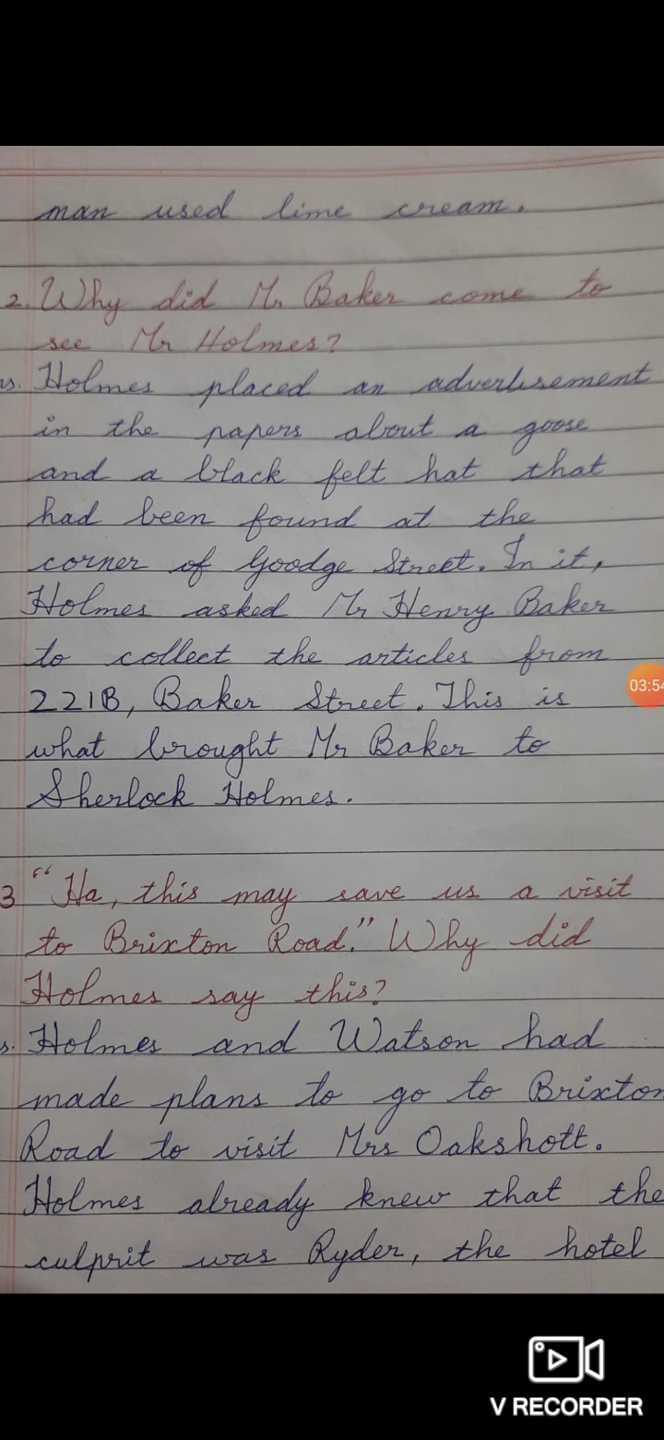 man used lime cream.
2. Why did Mr Baker come to
see Mr Holmes?
ns. Holmes placed an advertisement
in the papers about a goose
and a black felt hat that
had been found at the
corner of Goodge Street. In it,
Holmes asked Mr Henry Baker
to collect the articles from
221B, Baker Street. This is
03:54
what brought Mr Baker to
Sherlock Holmes.
3 "Ha, this may save us a visit
to Brixton Road." Why did
Holmes say this?
s. Holmes and Watson had
made plans to go to Brixton
Road to visit Mrs Oakshott.
Holmes already knew that the
culprit was Ryder, the hotel
V RECORDER